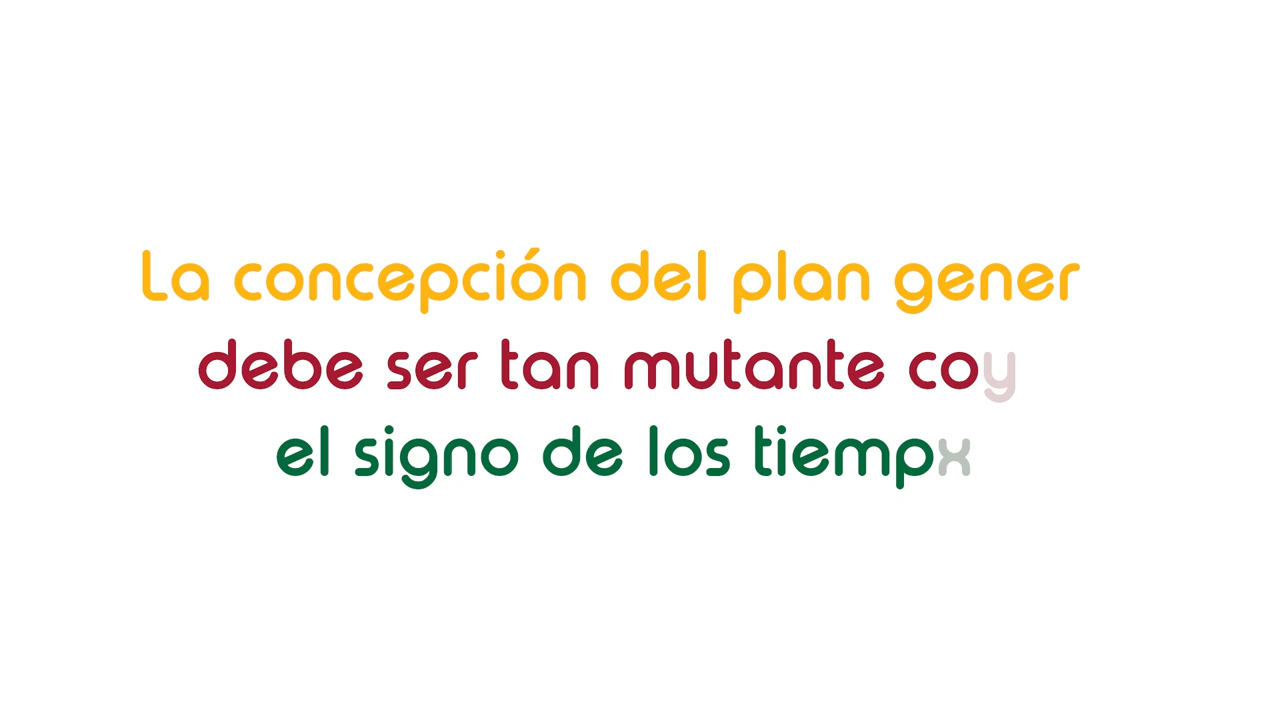 La concepción del plan gener
debe ser tan mutante coy
el signo de los tiempx